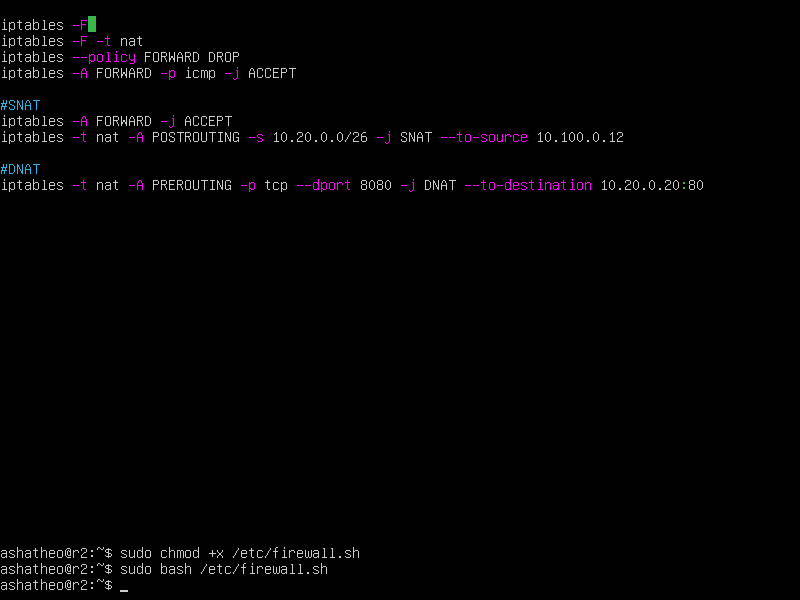 iptables -F
iptables -F -t nat
iptables --policy FORWARD DROP
iptables -A FORWARD -p icmp -j ACCEPT
#SNAT
iptables -A FORWARD -j ACCEPT
iptables -t nat -A POSTROUTING -s 10.20.0.0/26 -j SNAT --to-source 10.100.0.12
#DNAT
iptables -t nat -A PREROUTING -p tcp --dport 8080 -j DNAT --to-destination 10.20.0.20:80
ashatheo@r2:~$ sudo chmod +x /etc/firewall.sh
ashatheo@r2:~$ sudo bash /etc/firewall.sh
ashatheo@r2:~$ _